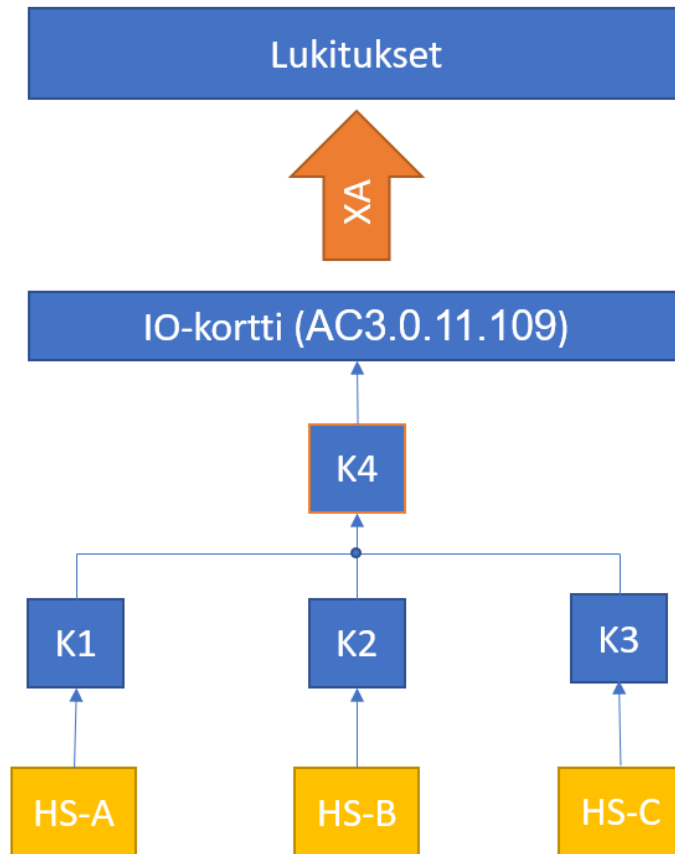 Lukitukset
XA
IO-kortti (AC3.0.11.109)
K4
K1 K2 K3
HS-A HS-B HS-C